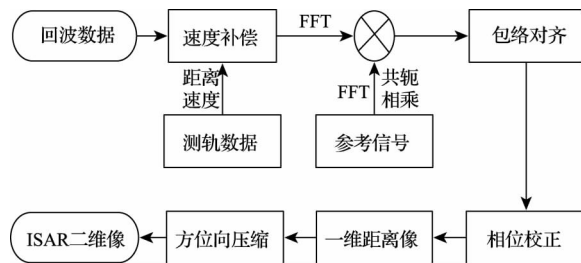 回波数据
速度补偿
FFT
包络对齐
距离
速度
FFT
共轭
相乘
测轨数据
参考信号
ISAR二维像
方位向压缩
一维距离像
相位校正